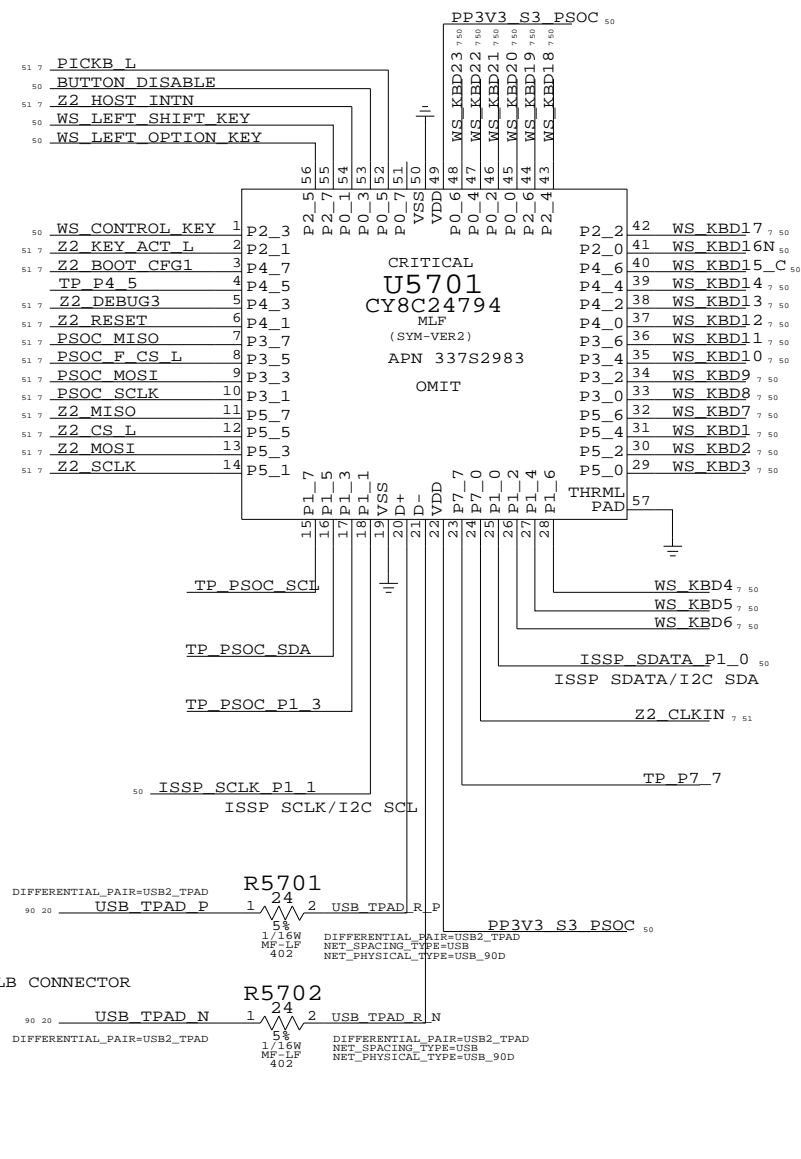 PP3V3_S3_PSOC 50
51 7 PICKB_L
50 BUTTON_DISABLE
51 7 Z2_HOST_INTN
50 WS_LEFT_SHIFT_KEY
50 WS_LEFT_OPTION_KEY
WS_KBD23 7 50
WS_KBD22 7 50
WS_KBD21 7 50
WS_KBD20 7 50
WS_KBD19 7 50
WS_KBD18 7 50
56 P2_5
55 P2_7
54 P0_1
53 P0_3
52 P0_5
51 P0_7
50 VSS
49 VDD
48 P0_6
47 P0_4
46 P0_2
45 P0_0
44 P2_6
43 P2_4
50 WS_CONTROL_KEY 1 P2_3
51 7 Z2_KEY_ACT_L 2 P2_1
51 7 Z2_BOOT_CFG1 3 P4_7
TP_P4_5 4 P4_5
51 7 Z2_DEBUG3 5 P4_3
51 7 Z2_RESET 6 P4_1
51 7 PSOC_MISO 7 P3_7
51 7 PSOC_F_CS_L 8 P3_5
51 7 PSOC_MOSI 9 P3_3
51 7 PSOC_SCLK 10 P3_1
51 7 Z2_MISO 11 P5_7
51 7 Z2_CS_L 12 P5_5
51 7 Z2_MOSI 13 P5_3
51 7 Z2_SCLK 14 P5_1
CRITICAL
U5701
CY8C24794
MLF
(SYM-VER2)
APN 337S2983
OMIT
P2_2 42 WS_KBD17 7 50
P2_0 41 WS_KBD16N 50
P4_6 40 WS_KBD15_C 50
P4_4 39 WS_KBD14 7 50
P4_2 38 WS_KBD13 7 50
P4_0 37 WS_KBD12 7 50
P3_6 36 WS_KBD11 7 50
P3_4 35 WS_KBD10 7 50
P3_2 34 WS_KBD9 7 50
P3_0 33 WS_KBD8 7 50
P5_6 32 WS_KBD7 7 50
P5_4 31 WS_KBD1 7 50
P5_2 30 WS_KBD2 7 50
P5_0 29 WS_KBD3 7 50
THRML
PAD 57
15 P1_7
16 P1_5
17 P1_3
18 P1_1
19 VSS
20 D+
21 D-
22 VDD
23 P7_7
24 P7_0
25 P1_0
26 P1_2
27 P1_4
28 P1_6
TP_PSOC_SCL
WS_KBD4 7 50
WS_KBD5 7 50
WS_KBD6 7 50
TP_PSOC_SDA
ISSP_SDATA_P1_0 50
ISSP SDATA/I2C SDA
TP_PSOC_P1_3
Z2_CLKIN 7 51
TP_P7_7
50 ISSP_SCLK_P1_1
ISSP SCLK/I2C SCL
R5701
DIFFERENTIAL_PAIR=USB2_TPAD
24
90 20 USB_TPAD_P 1 2 USB_TPAD_R_P
5%
1/16W
MF-LF
402
PP3V3_S3_PSOC 50
DIFFERENTIAL_PAIR=USB2_TPAD
NET_SPACING_TYPE=USB
NET_PHYSICAL_TYPE=USB_90D
LB CONNECTOR
R5702
24
90 20 USB_TPAD_N 1 2 USB_TPAD_R_N
DIFFERENTIAL_PAIR=USB2_TPAD
5%
1/16W
MF-LF
402
DIFFERENTIAL_PAIR=USB2_TPAD
NET_SPACING_TYPE=USB
NET_PHYSICAL_TYPE=USB_90D